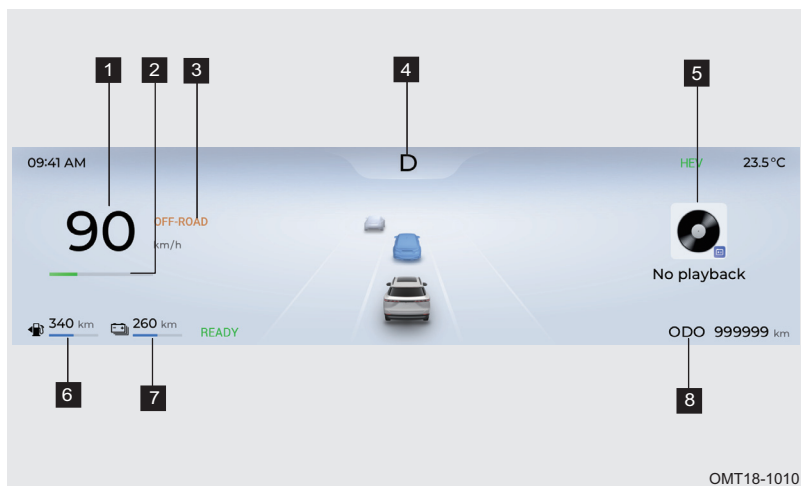 1
2
3
4
5
09:41 AM
D
HEV
23.5°C
90
OFF-ROAD
km/h
No playback
340 km
260 km
READY
ODO 999999 km
6
7
8
OMT18-1010